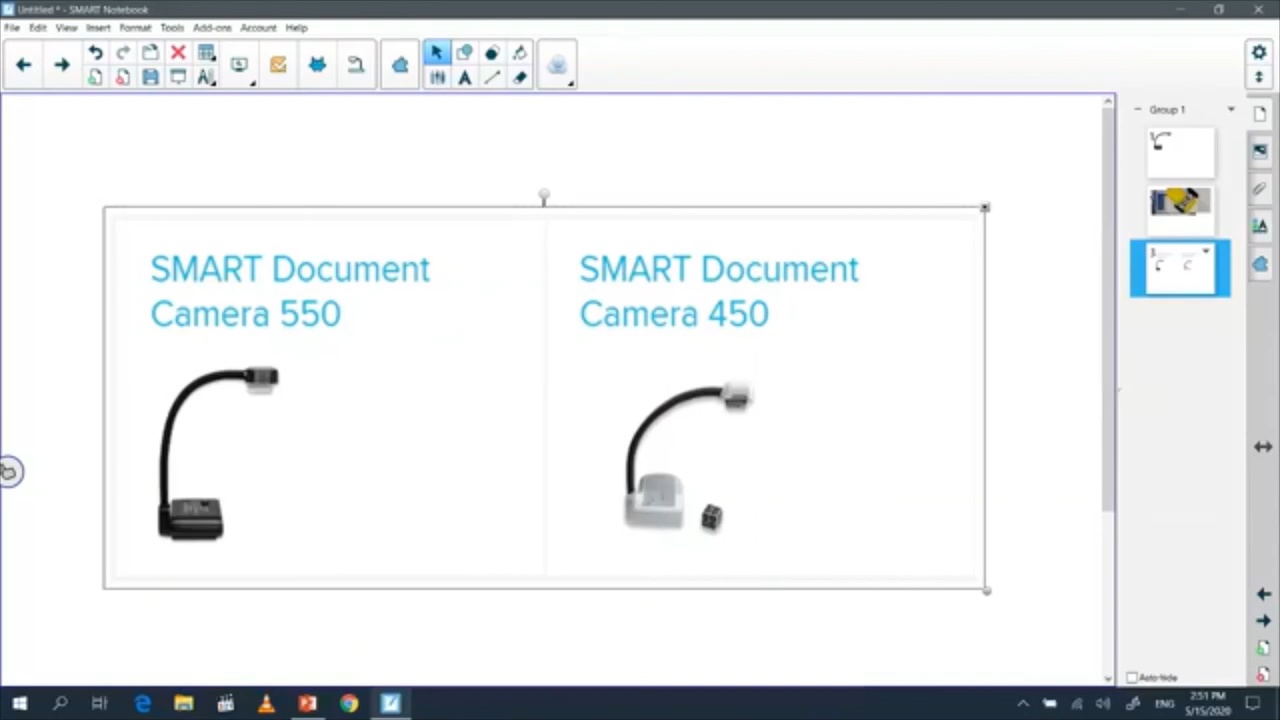 Untitled * - SMART Notebook
File Edit View Insert Format Tools Add-ons Account Help
Group 1
SMART Document
Camera 550
SMART Document
Camera 450
3
Auto-hide
ENG
2:51 PM
5/15/2020